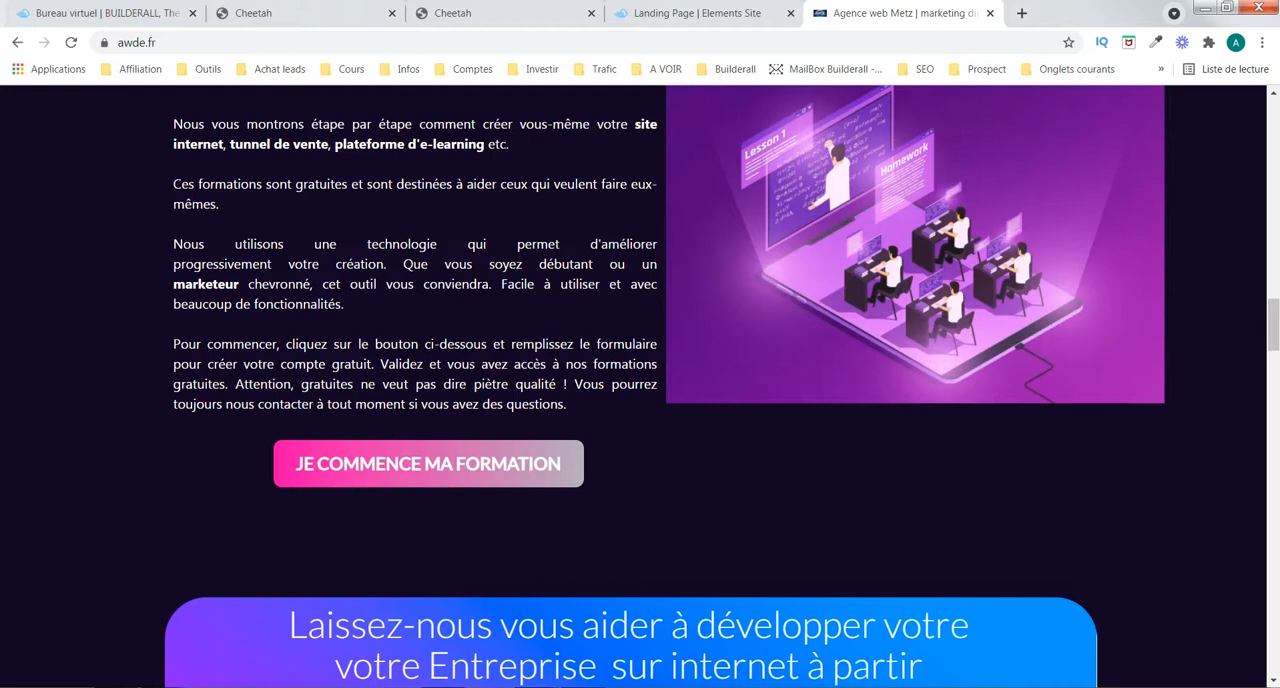 Bureau virtuel | BUILDERALL, The
Cheetah
Cheetah
Landing Page | Elements Site
Agence web Metz | marketing di
awde.fr
A
Applications
Affiliation
Outils
Achat leads
Cours
Infos
Comptes
Investir
Trafic
A VOIR
Builderall
MailBox Builderall -...
SEO
Prospect
Onglets courants
»
Liste de lecture
Nous vous montrons étape par étape comment créer vous-même votre site
internet, tunnel de vente, plateforme d'e-learning etc.
Ces formations sont gratuites et sont destinées à aider ceux qui veulent faire eux-
mêmes.
Nous utilisons une technologie qui permet d'améliorer
progressivement votre création. Que vous soyez débutant ou un
marketeur chevronné, cet outil vous conviendra. Facile à utiliser et avec
beaucoup de fonctionnalités.
Pour commencer, cliquez sur le bouton ci-dessous et remplissez le formulaire
pour créer votre compte gratuit. Validez et vous avez accès à nos formations
gratuites. Attention, gratuites ne veut pas dire piètre qualité ! Vous pourrez
toujours nous contacter à tout moment si vous avez des questions.
JE COMMENCE MA FORMATION
Lesson 1
Homework
Laissez-nous vous aider à développer votre
votre Entreprise sur internet à partir